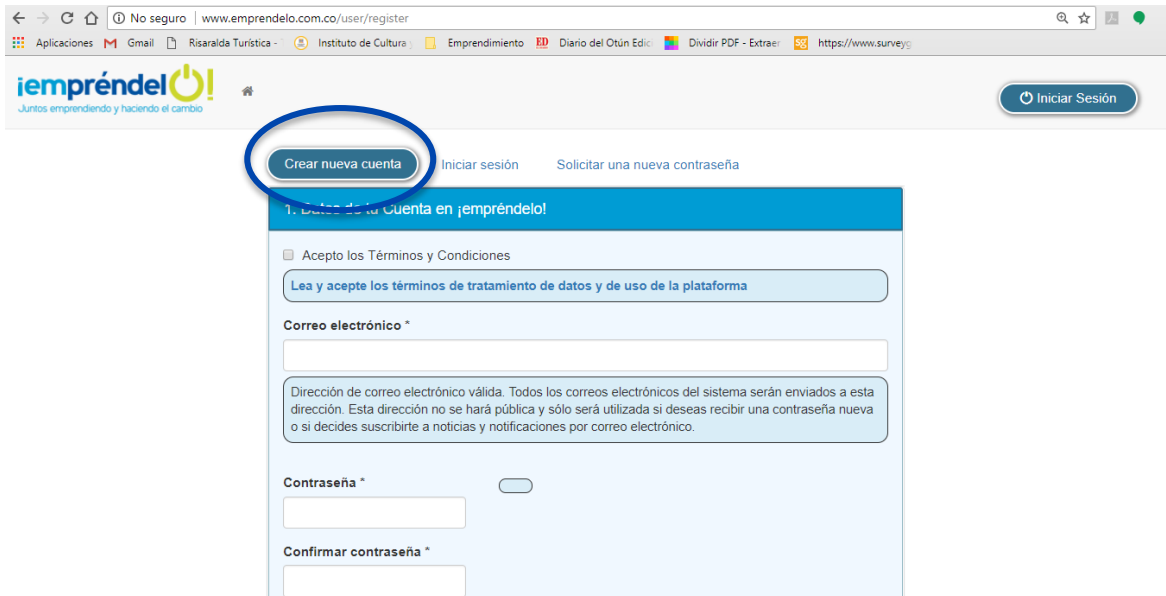 No seguro | www.emprendelo.com.co/user/register
Aplicaciones Gmail Risaralda Turística - Instituto de Cultura y Emprendimiento ED Diario del Otún Edic Dividir PDF - Extraer sg https://www.surveyg
¡empréndelo!
Juntos emprendiendo y haciendo el cambio
Iniciar Sesión
Crear nueva cuenta Iniciar sesión Solicitar una nueva contraseña
1. Datos de tu Cuenta en ¡empréndelo!
Acepto los Términos y Condiciones
Lea y acepte los términos de tratamiento de datos y de uso de la plataforma
Correo electrónico *
Dirección de correo electrónico válida. Todos los correos electrónicos del sistema serán enviados a esta
dirección. Esta dirección no se hará pública y sólo será utilizada si deseas recibir una contraseña nueva
o si decides suscribirte a noticias y notificaciones por correo electrónico.
Contraseña *
Confirmar contraseña *